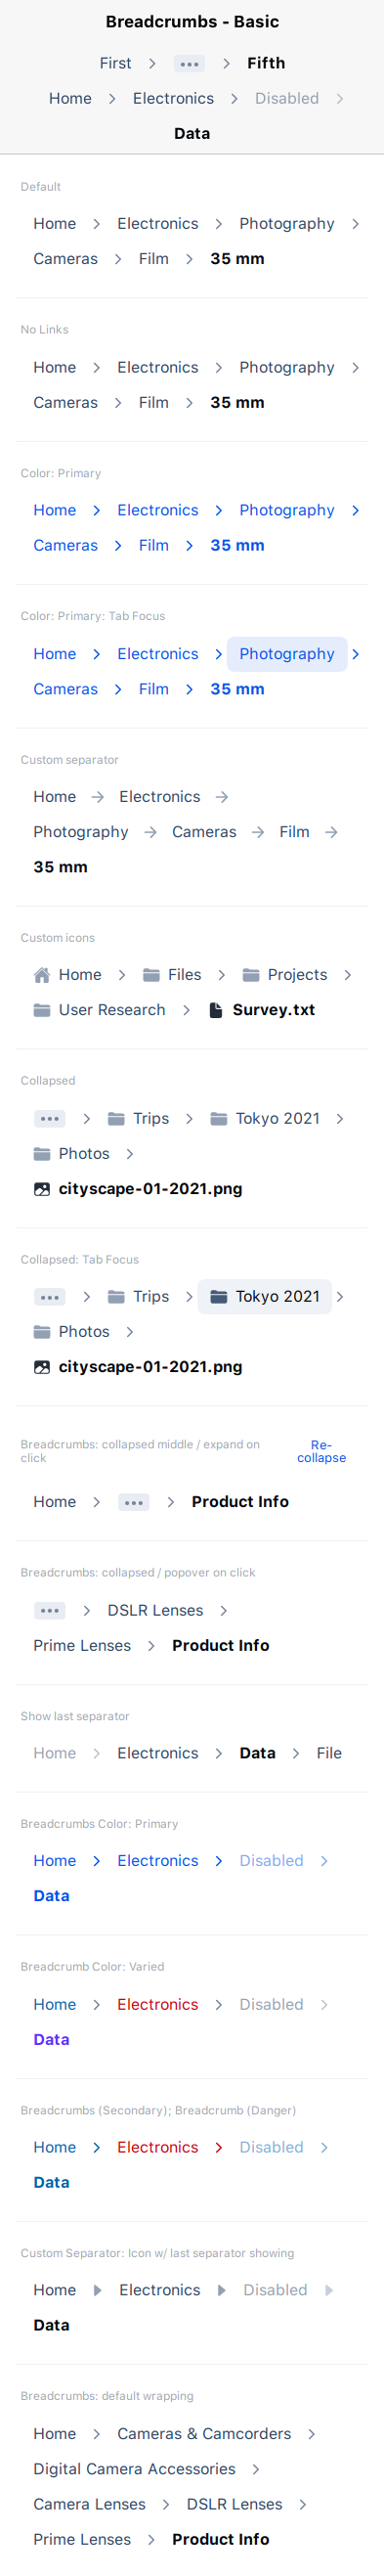 Breadcrumbs - Basic
First Fifth
Home Electronics Disabled
Data
Default
Home Electronics Photography
Cameras Film 35 mm
No Links
Home Electronics Photography
Cameras Film 35 mm
Color: Primary
Home Electronics Photography
Cameras Film 35 mm
Color: Primary: Tab Focus
Home Electronics Photography
Cameras Film 35 mm
Custom separator
Home Electronics
Photography Cameras Film
35 mm
Custom icons
Home Files Projects
User Research Survey.txt
Collapsed
Trips Tokyo 2021
Photos
cityscape-01-2021.png
Collapsed: Tab Focus
Trips Tokyo 2021
Photos
cityscape-01-2021.png
Breadcrumbs: collapsed middle / expand on
click
Re-
collapse
Home Product Info
Breadcrumbs: collapsed / popover on click
DSLR Lenses
Prime Lenses Product Info
Show last separator
Home Electronics Data File
Breadcrumbs Color: Primary
Home Electronics Disabled
Data
Breadcrumb Color: Varied
Home Electronics Disabled
Data
Breadcrumbs (Secondary); Breadcrumb (Danger)
Home Electronics Disabled
Data
Custom Separator: Icon w/ last separator showing
Home Electronics Disabled
Data
Breadcrumbs: default wrapping
Home Cameras & Camcorders
Digital Camera Accessories
Camera Lenses DSLR Lenses
Prime Lenses Product Info